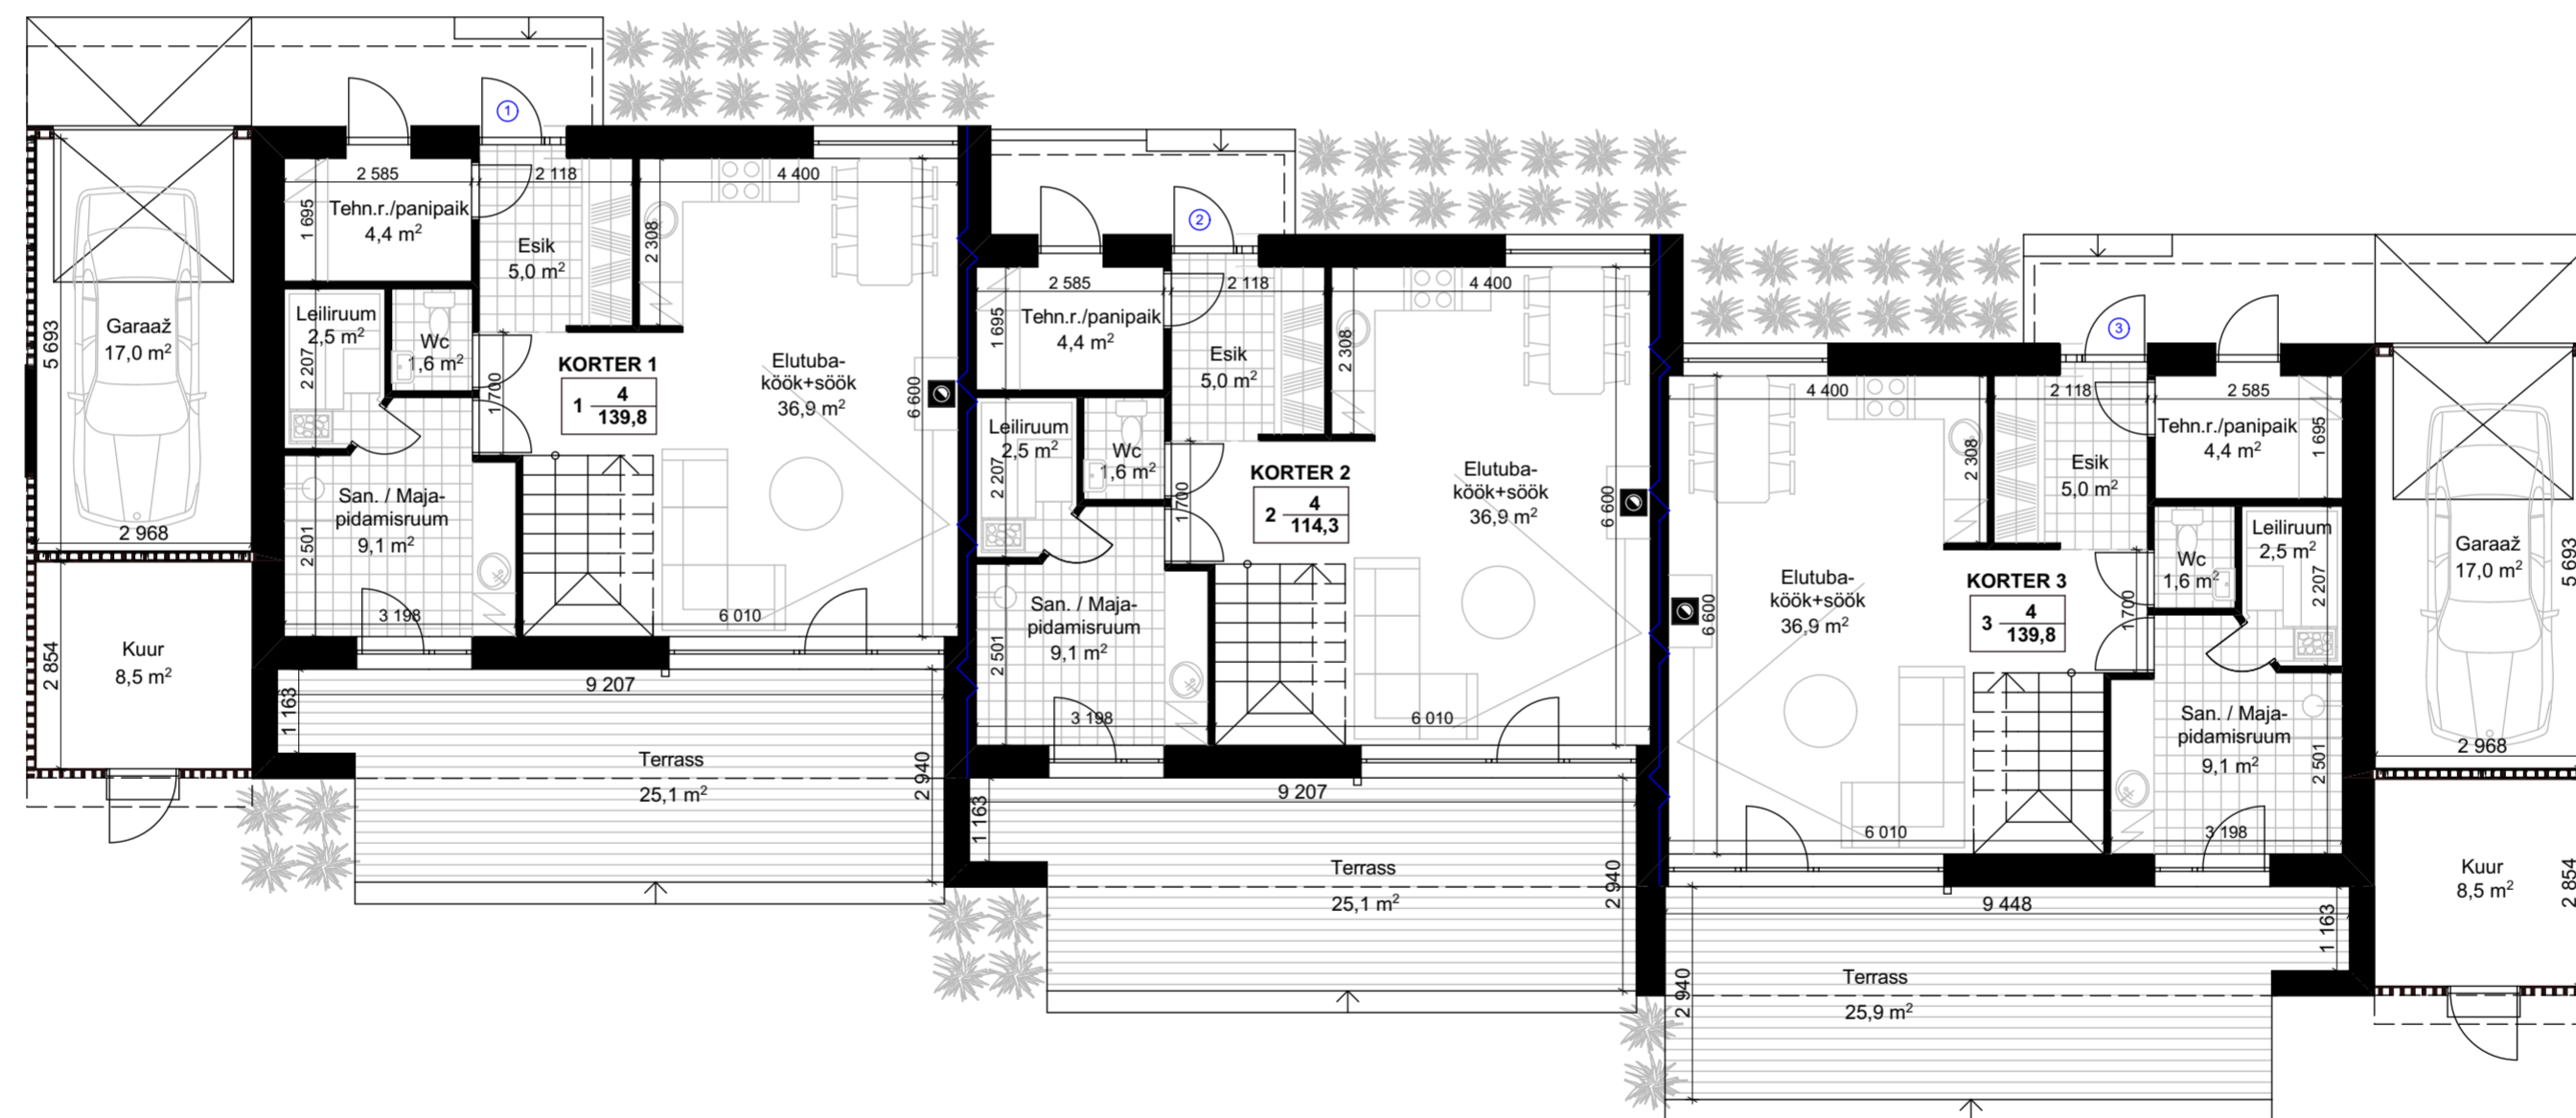 1
2 585
2 118
4 400
1 695
Tehn.r./panipaik
4,4 m²
Esik
5,0 m²
2 308
Garaaž
17,0 m²
5 693
2 968
Leiliruum
2,5 m²
2 207
Wc
1,6 m²
1 700
KORTER 1
1 4
139,8
Elutuba-
köök+söök
36,9 m²
6 600
San. / Maja-
pidamisruum
9,1 m²
2 501
3 198
6 010
Kuur
8,5 m²
2 854
1 163
9 207
Terrass
25,1 m²
2 940
2
2 585
2 118
4 400
1 695
Tehn.r./panipaik
4,4 m²
Esik
5,0 m²
2 308
Leiliruum
2,5 m²
2 207
Wc
1,6 m²
1 700
KORTER 2
2 4
114,3
Elutuba-
köök+söök
36,9 m²
6 600
San. / Maja-
pidamisruum
9,1 m²
2 501
3 198
6 010
1 163
9 207
Terrass
25,1 m²
2 940
3
4 400
2 118
2 585
2 308
Esik
5,0 m²
Tehn.r./panipaik
4,4 m²
1 695
Elutuba-
köök+söök
36,9 m²
6 600
KORTER 3
3 4
139,8
1 700
Wc
1,6 m²
Leiliruum
2,5 m²
2 207
Garaaž
17,0 m²
5 693
2 968
San. / Maja-
pidamisruum
9,1 m²
2 501
6 010
3 198
Kuur
8,5 m²
2 854
9 448
1 163
Terrass
25,9 m²
2 940